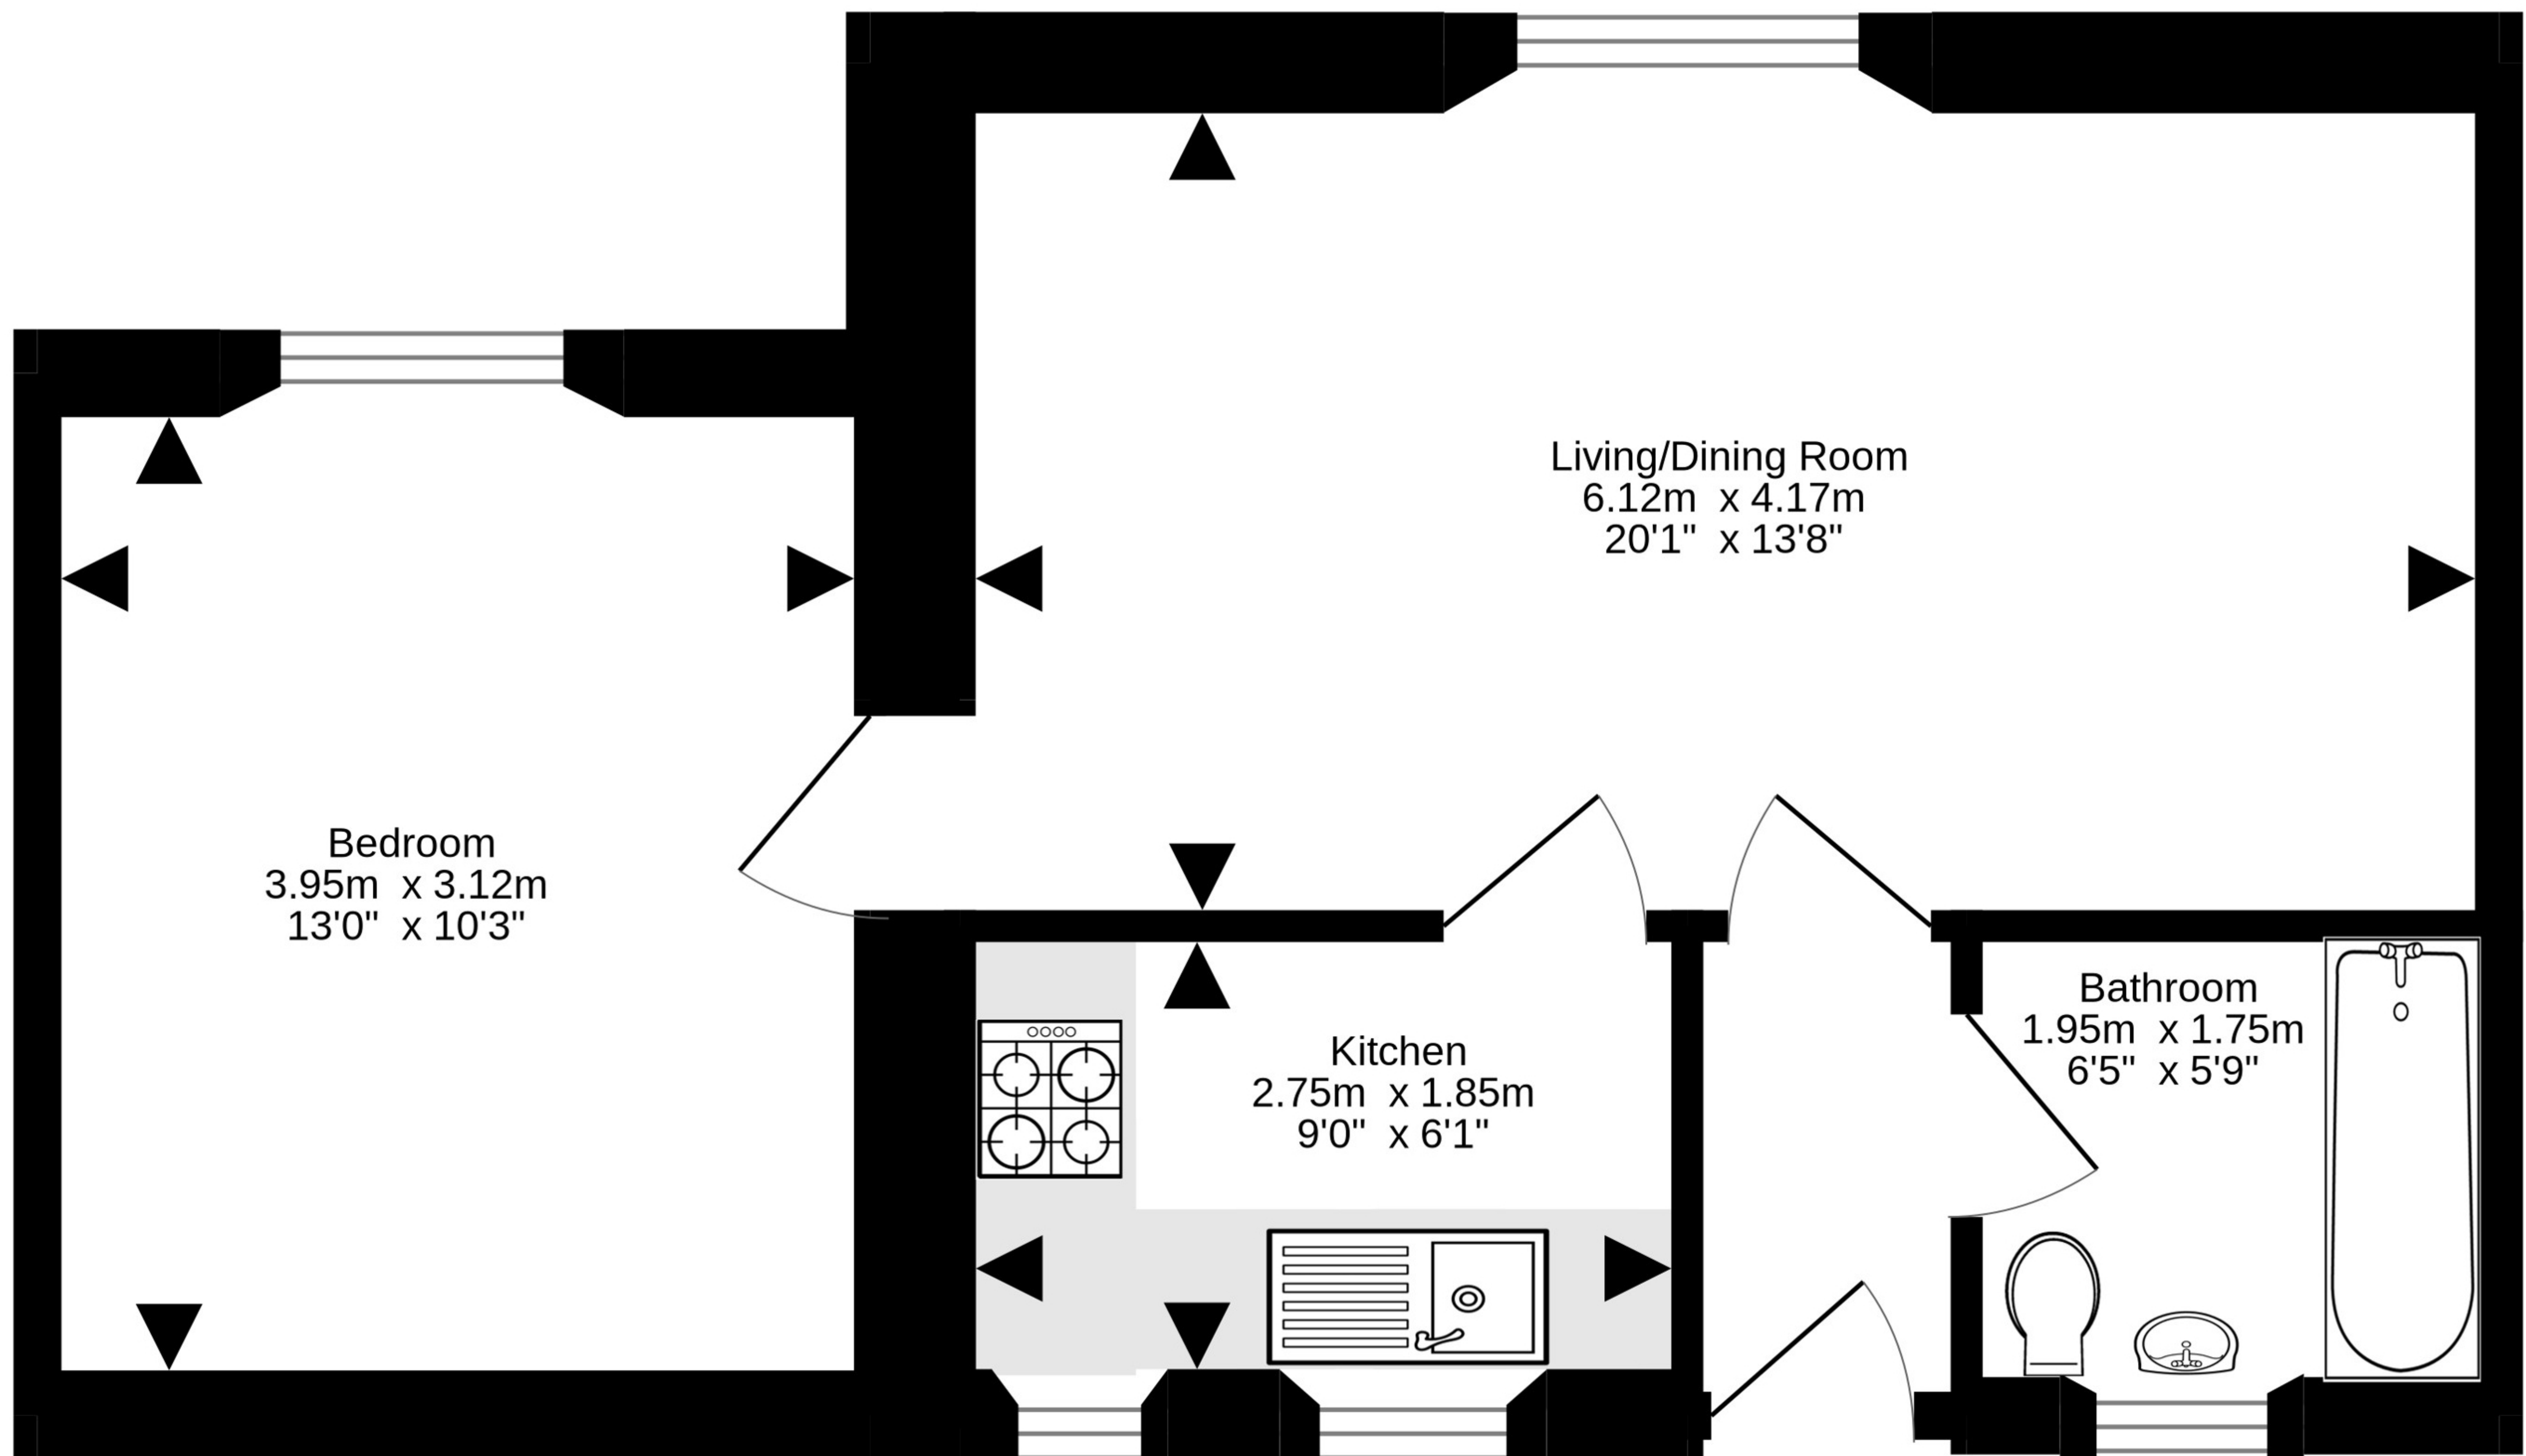 Living/Dining Room
6.12m x 4.17m
20'1" x 13'8"
Bedroom
3.95m x 3.12m
13'0" x 10'3"
Kitchen
2.75m x 1.85m
9'0" x 6'1"
Bathroom
1.95m x 1.75m
6'5" x 5'9"